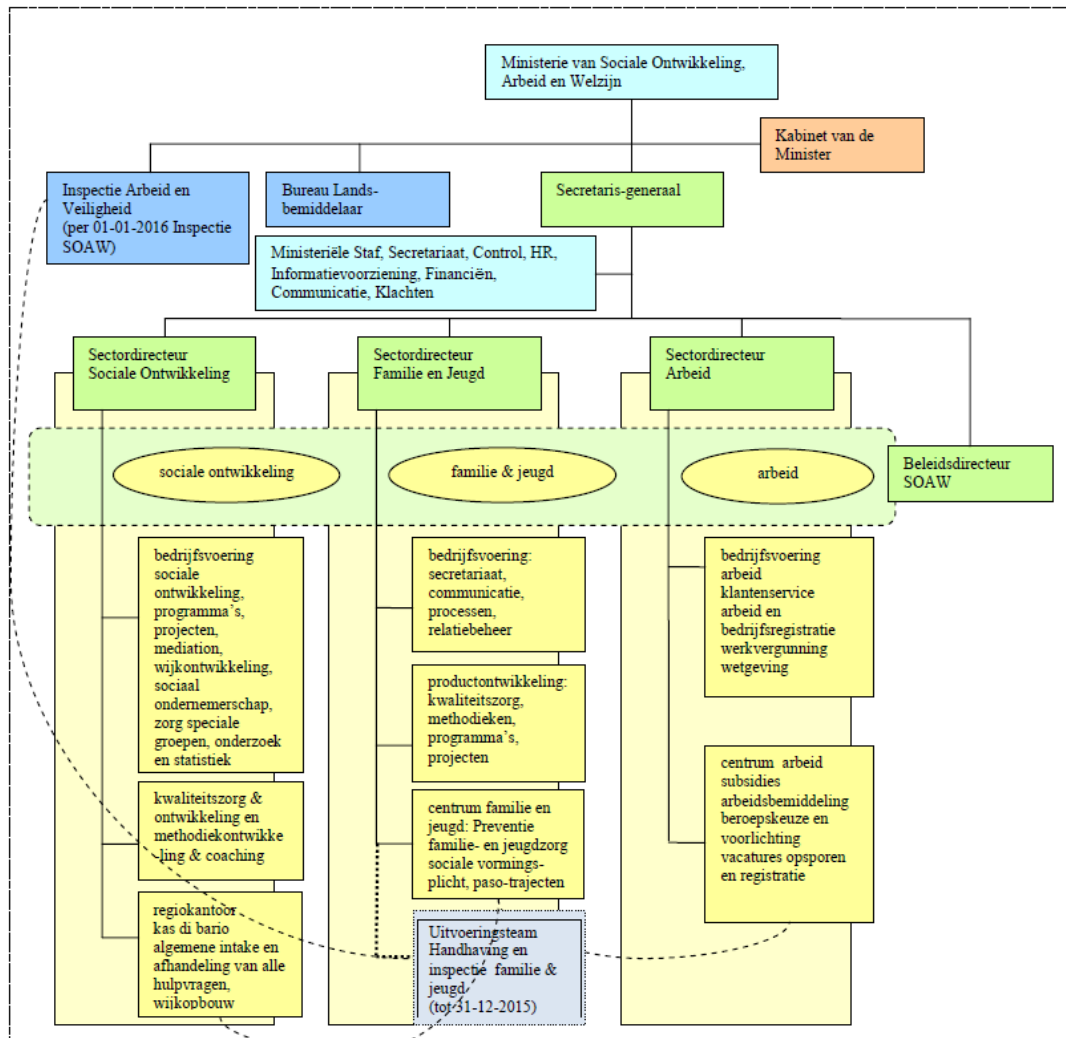 Ministerie van Sociale Ontwikkeling,
Arbeid en Welzijn
Kabinet van de
Minister
Inspectie Arbeid en
Veiligheid
(per 01-01-2016 Inspectie
SOAW)
Bureau Lands-
bemiddelaar
Secretaris-generaal
Ministeriële Staf, Secretariaat, Control, HR,
Informatievoorziening, Financiën,
Communicatie, Klachten
Sectordirecteur
Sociale Ontwikkeling
Sectordirecteur
Familie en Jeugd
Sectordirecteur
Arbeid
sociale ontwikkeling
familie & jeugd
arbeid
Beleidsdirecteur
SOAW
bedrijfsvoering
sociale
ontwikkeling,
programma's,
projecten,
mediation,
wijkontwikkeling,
sociaal
ondernemerschap,
zorg speciale
groepen, onderzoek
en statistiek
kwaliteitszorg &
ontwikkeling en
methodiekontwikke
-ling & coaching
regiokantoor
kas di bario
algemene intake en
afhandeling van alle
hulpvragen,
wijkopbouw
bedrijfsvoering:
secretariaat,
communicatie,
processen,
relatiebeheer
productontwikkeling:
kwaliteitszorg,
methodieken,
programma's,
projecten
centrum familie en
jeugd: Preventie
familie- en jeugdzorg
sociale vormings-
plicht, paso-trajecten
Uitvoeringsteam
Handhaving en
inspectie familie &
jeugd
(tot 31-12-2015)
bedrijfsvoering
arbeid
klantenservice
arbeid en
bedrijfsregistratie
werkvergunning
wetgeving
centrum arbeid
subsidies
arbeidsbemiddeling
beroepskeuze en
voorlichting
vacatures opsporen
en registratie